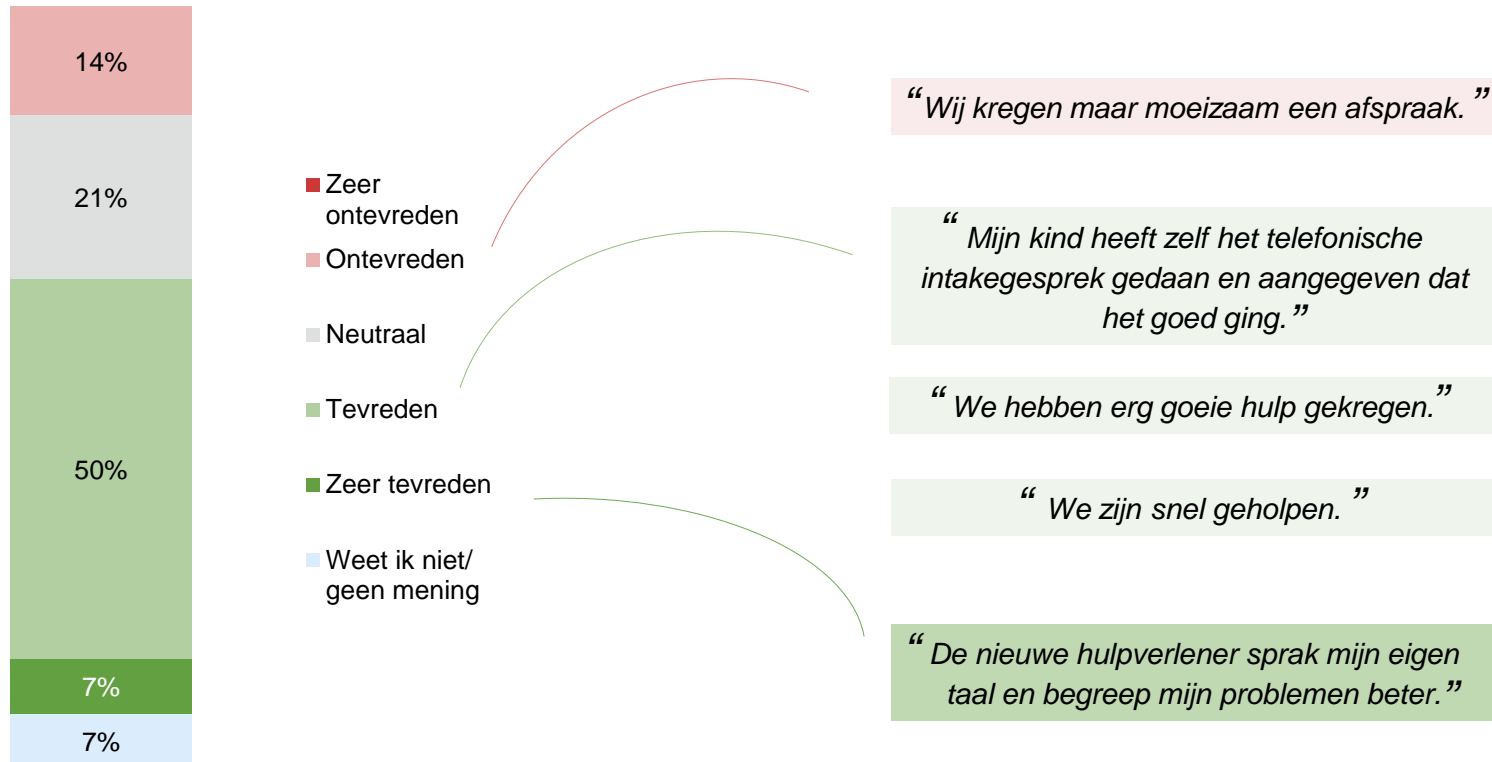 14%
21%
50%
7%
7%
Zeer
ontevreden
Ontevreden
Neutraal
Tevreden
Zeer tevreden
Weet ik niet/
geen mening
“Wij kregen maar moeizaam een afspraak.”
“ Mijn kind heeft zelf het telefonische
intakegesprek gedaan en aangegeven dat
het goed ging.”
“ We hebben erg goeie hulp gekregen.”
“ We zijn snel geholpen. ”
“ De nieuwe hulpverlener sprak mijn eigen
taal en begreep mijn problemen beter.”